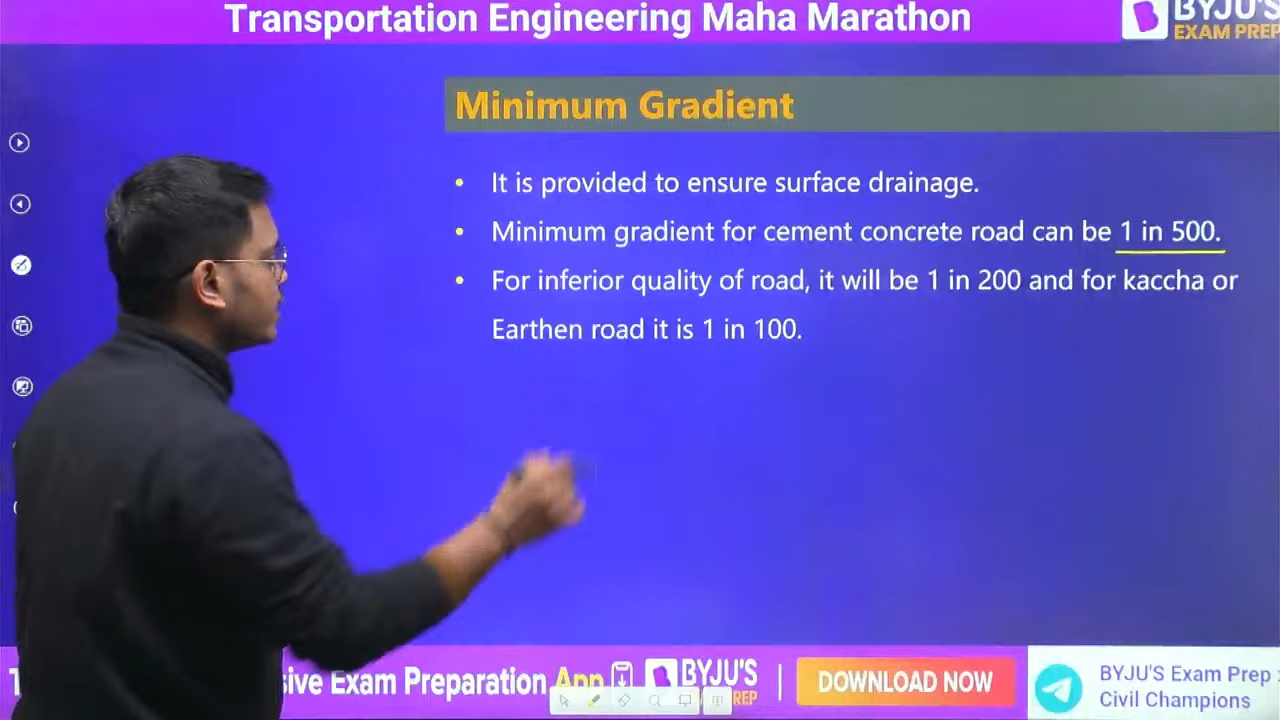 Transportation Engineering Maha Marathon
BYJU'S
EXAM PREP
Minimum Gradient
• It is provided to ensure surface drainage.
• Minimum gradient for cement concrete road can be 1 in 500.
• For inferior quality of road, it will be 1 in 200 and for kaccha or
Earthen road it is 1 in 100.
Exam Preparation App
BYJU'S
DOWNLOAD NOW
BYJU'S Exam Prep :
Civil Champions